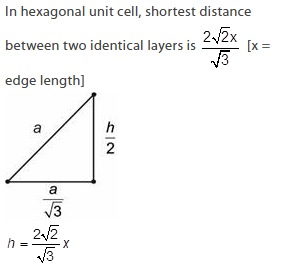 In hexagonal unit cell, shortest distance
between two identical layers is 2√2x/√3 [x =
edge length]
a
h/2
a/√3
h = 2√2/√3 x